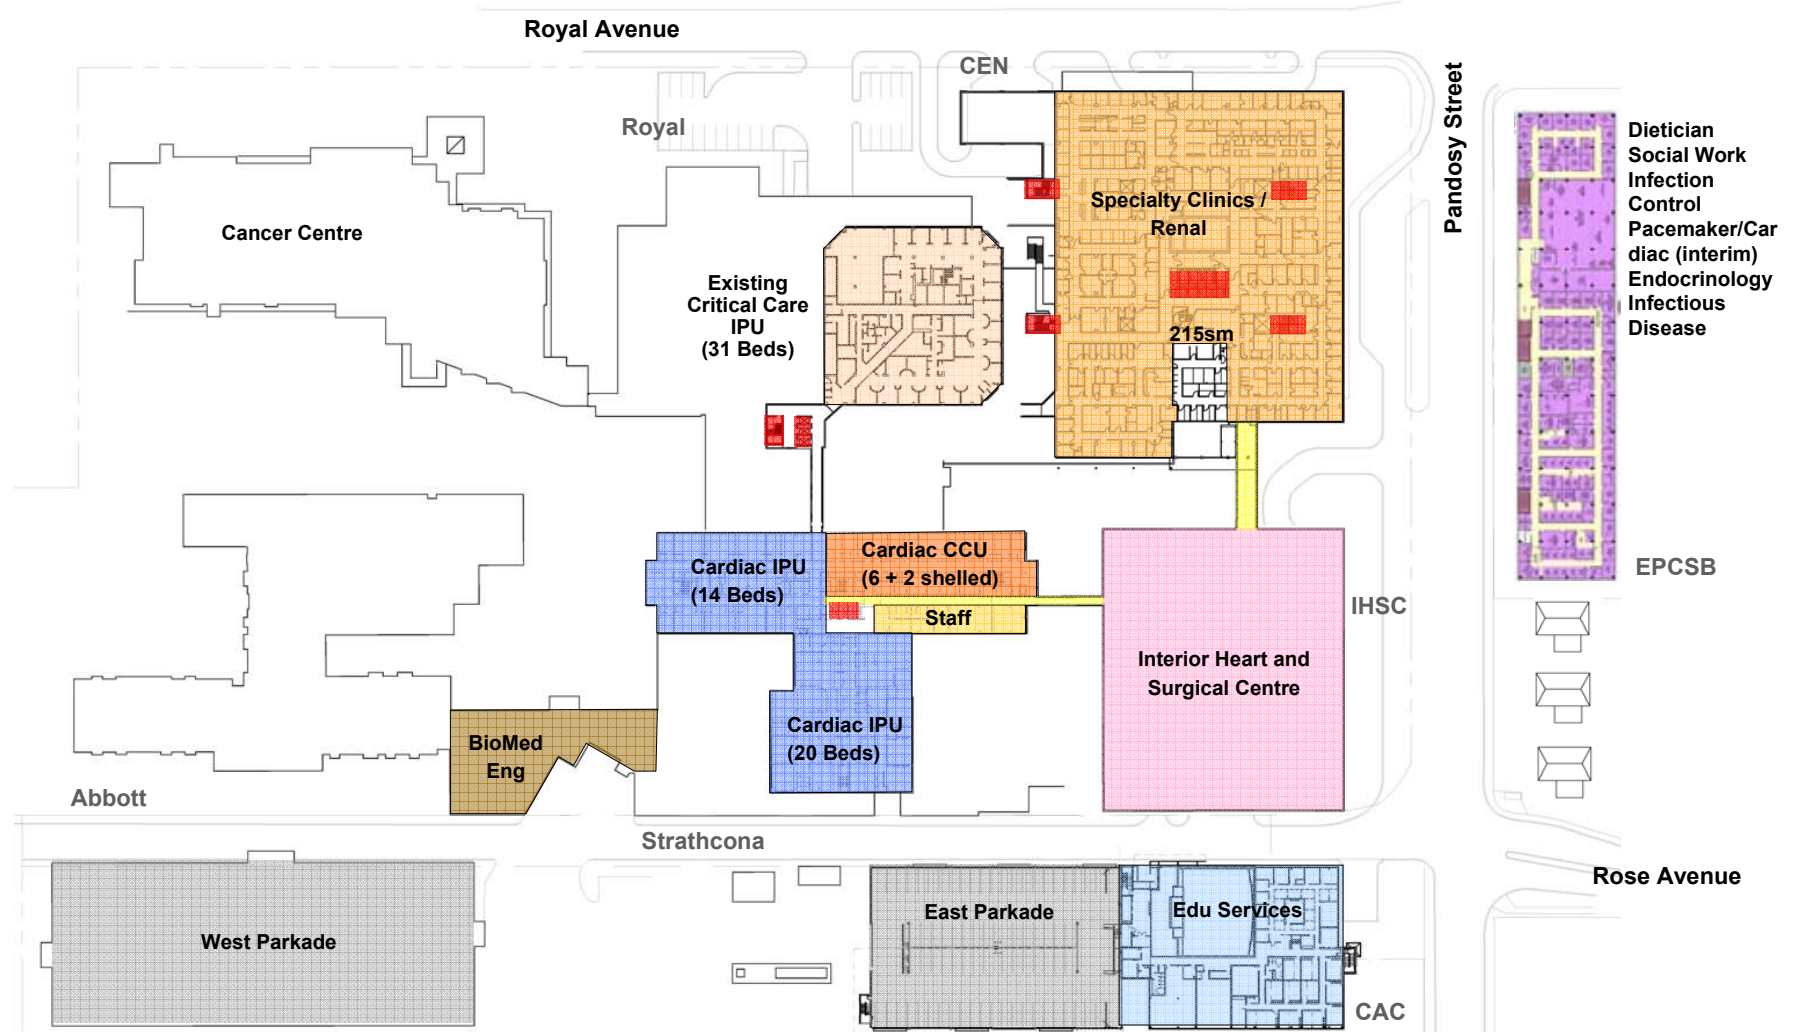 Royal Avenue
CEN
Pandosy Street
Royal
Dietician
Social Work
Infection
Control
Pacemaker/Car
diac (interim)
Endocrinology
Infectious
Disease
Cancer Centre
Specialty Clinics /
Renal
Existing
Critical Care
IPU
(31 Beds)
215sm
Cardiac IPU
(14 Beds)
Cardiac CCU
(6 + 2 shelled)
Staff
EPCSB
IHSC
Interior Heart and
Surgical Centre
Cardiac IPU
(20 Beds)
BioMed
Eng
Abbott
Strathcona
Rose Avenue
West Parkade
East Parkade
Edu Services
CAC